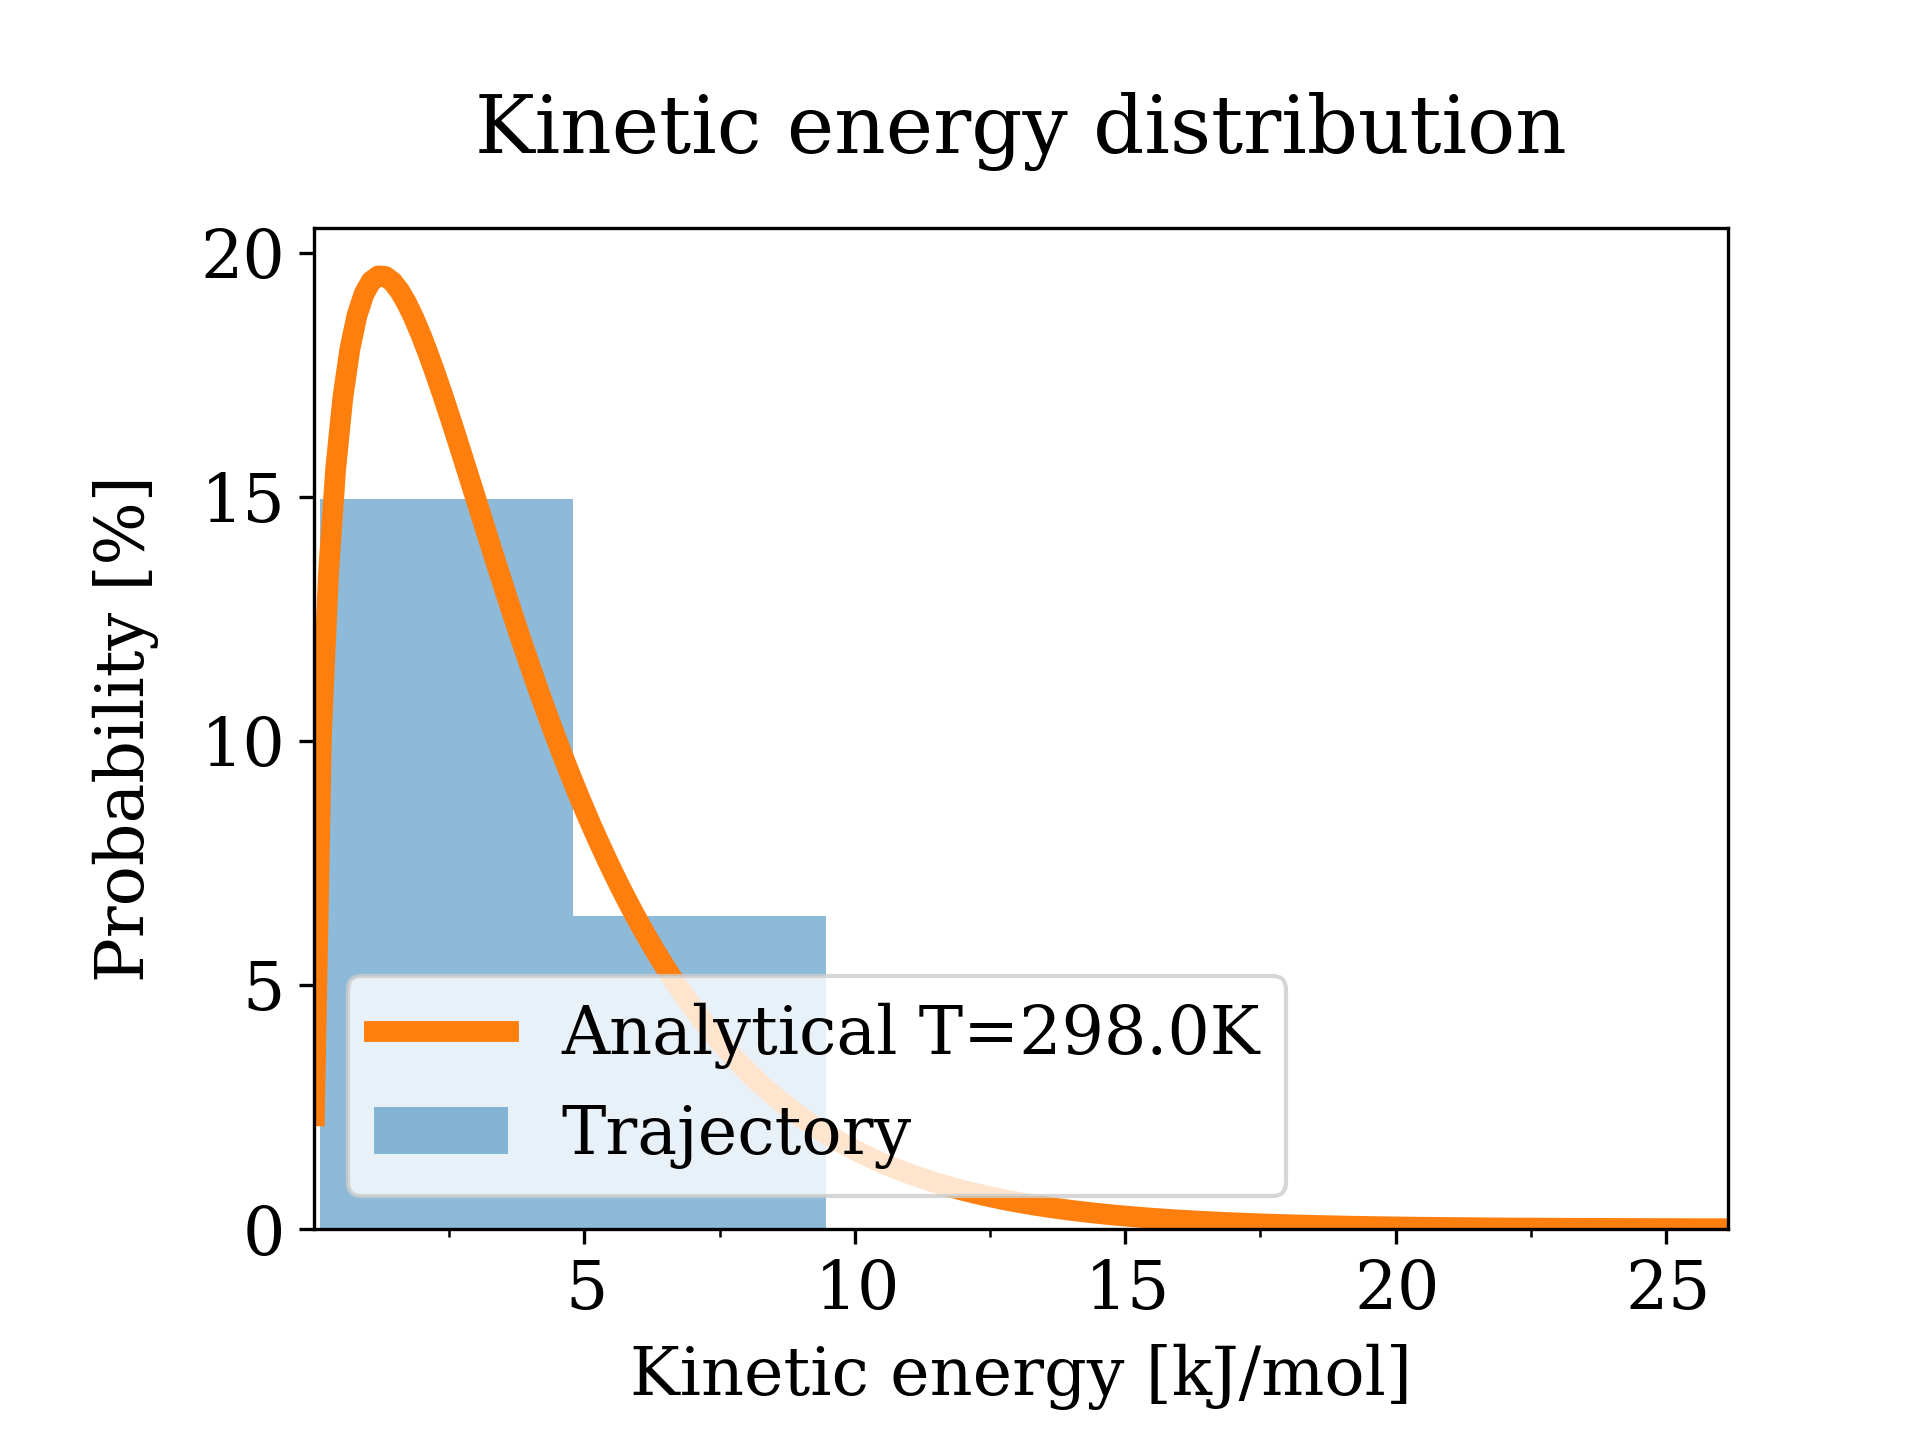 Kinetic energy distribution
20
15
10
5
0
Probability [%]
Analytical T=298.0K
Trajectory
5 10 15 20 25
Kinetic energy [kJ/mol]